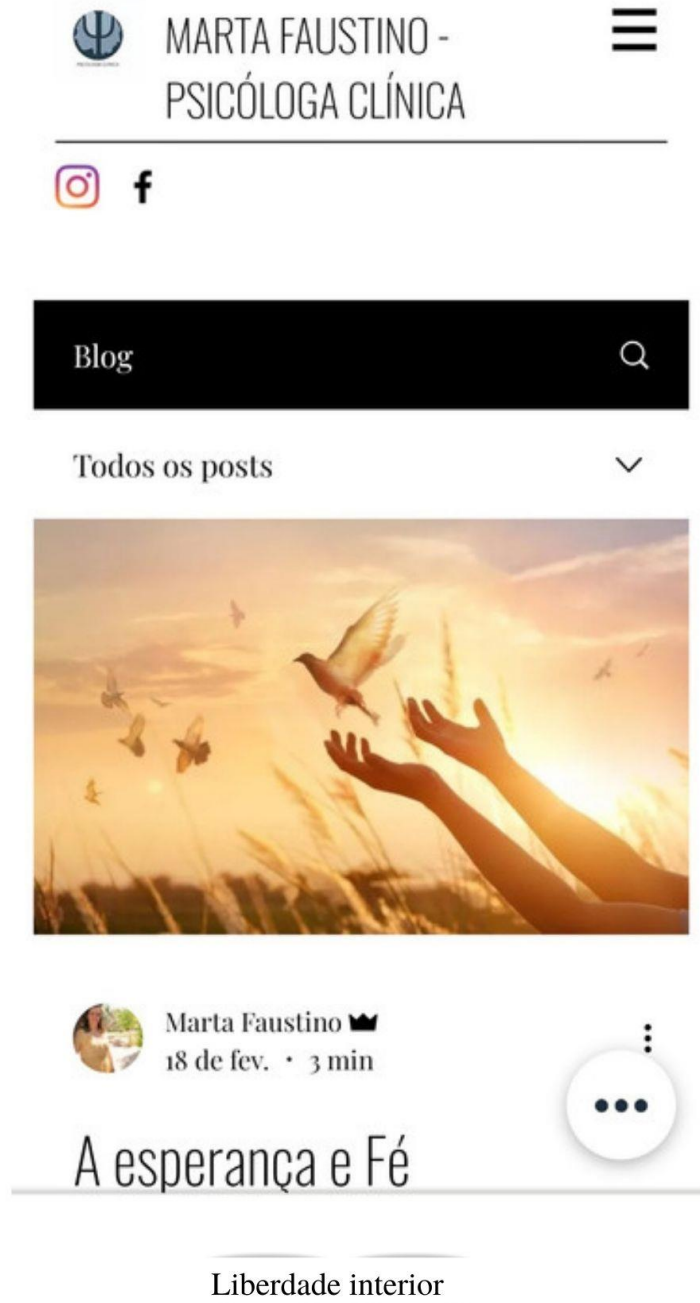 MARTA FAUSTINO -
PSICÓLOGA CLÍNICA
Blog
Todos os posts
Marta Faustino
18 de fev. · 3 min
A esperança e Fé
Liberdade interior